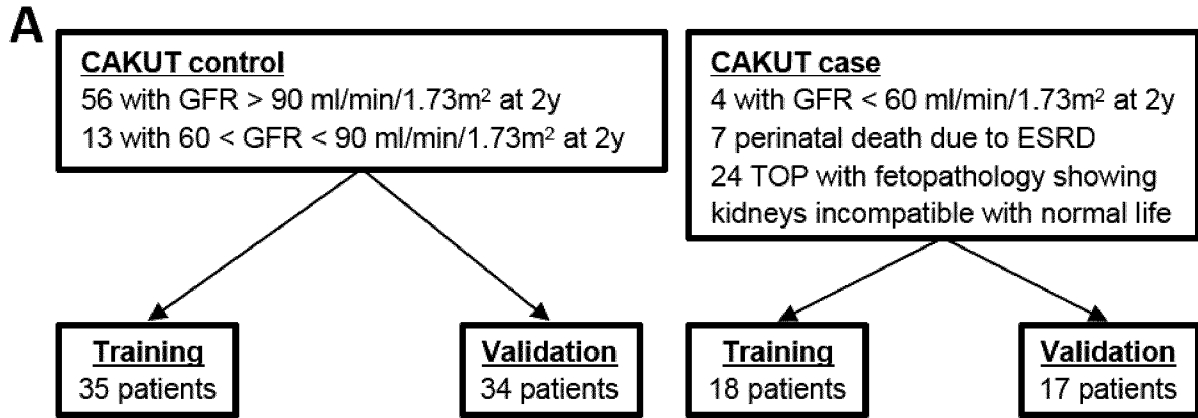 A
CAKUT control
56 with GFR > 90 ml/min/1.73m² at 2y
13 with 60 < GFR < 90 ml/min/1.73m² at 2y
CAKUT case
4 with GFR < 60 ml/min/1.73m² at 2y
7 perinatal death due to ESRD
24 TOP with fetopathology showing
kidneys incompatible with normal life
Training
35 patients
Validation
34 patients
Training
18 patients
Validation
17 patients